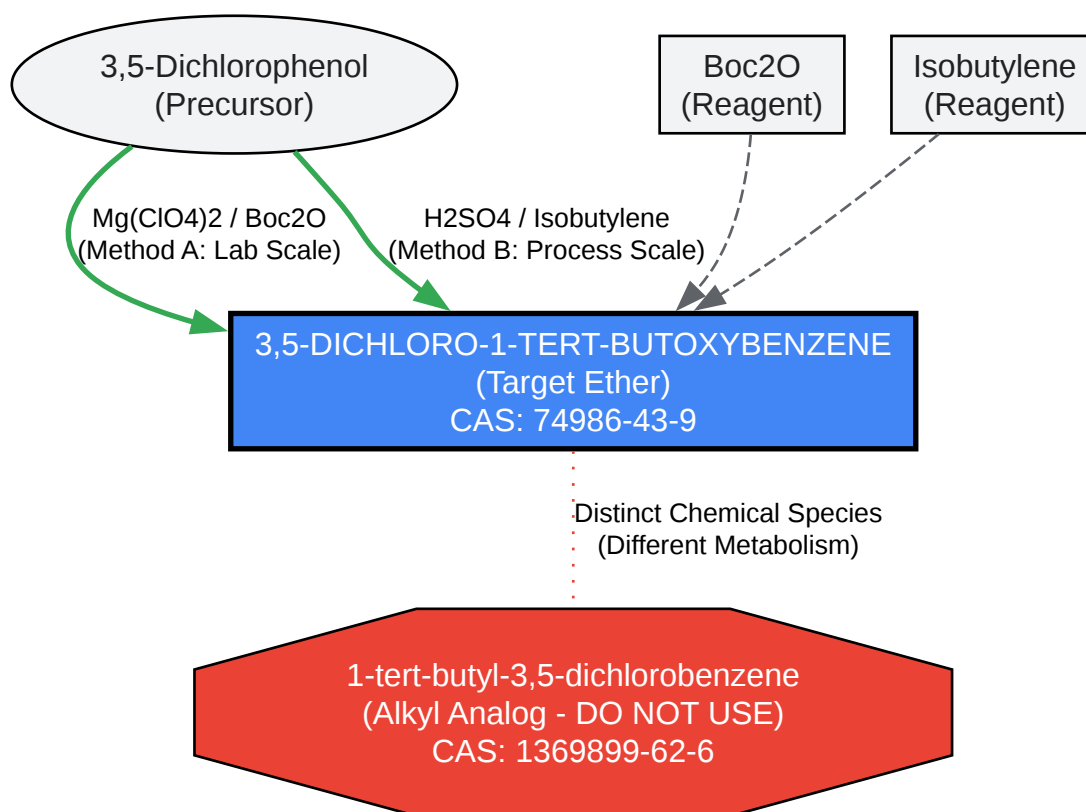 3,5-Dichlorophenol
(Precursor)
Boc2O
(Reagent)
Isobutylene
(Reagent)
Mg(ClO4)2 / Boc2O
(Method A: Lab Scale)
H2SO4 / Isobutylene
(Method B: Process Scale)
3,5-DICHLORO-1-TERT-BUTOXYBENZENE
(Target Ether)
CAS: 74986-43-9
Distinct Chemical Species
(Different Metabolism)
1-tert-butyl-3,5-dichlorobenzene
(Alkyl Analog - DO NOT USE)
CAS: 1369899-62-6